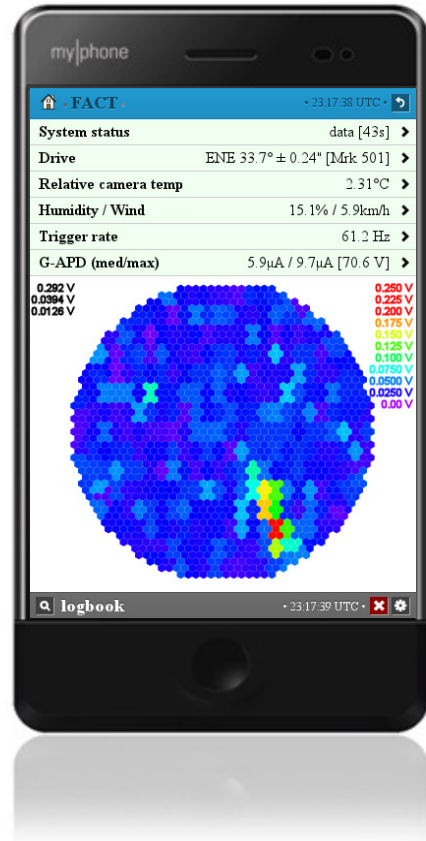 my|phone
FACT · 23:17:38 UTC ·
System status data [43s]
Drive ENE 33.7° ± 0.24" [Mrk 501]
Relative camera temp 2.31°C
Humidity / Wind 15.1% / 5.9km/h
Trigger rate 61.2 Hz
G-APD (med/max) 5.9µA / 9.7µA [70.6 V]
0.292 V
0.0394 V
0.0126 V
0.250 V
0.225 V
0.200 V
0.175 V
0.150 V
0.125 V
0.100 V
0.0750 V
0.0500 V
0.0250 V
0.00 V
logbook · 23:17:39 UTC ·